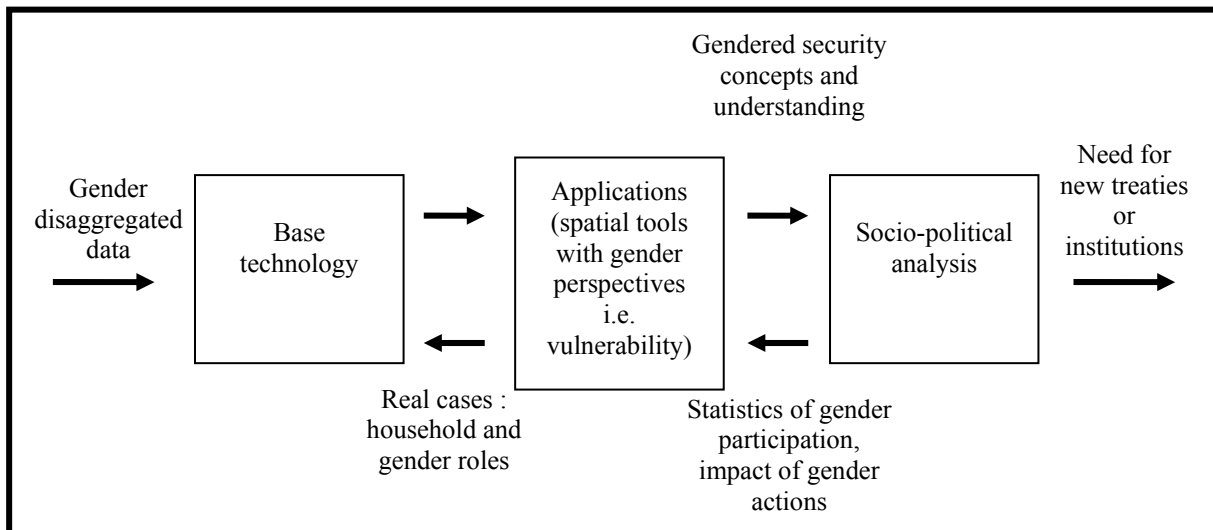 Gender
disaggregated
data
Base
technology
Real cases :
household and
gender roles
Applications
(spatial tools
with gender
perspectives
i.e.
vulnerability)
Gendered security
concepts and
understanding
Statistics of gender
participation,
impact of gender
actions
Socio-political
analysis
Need for
new treaties
or
institutions